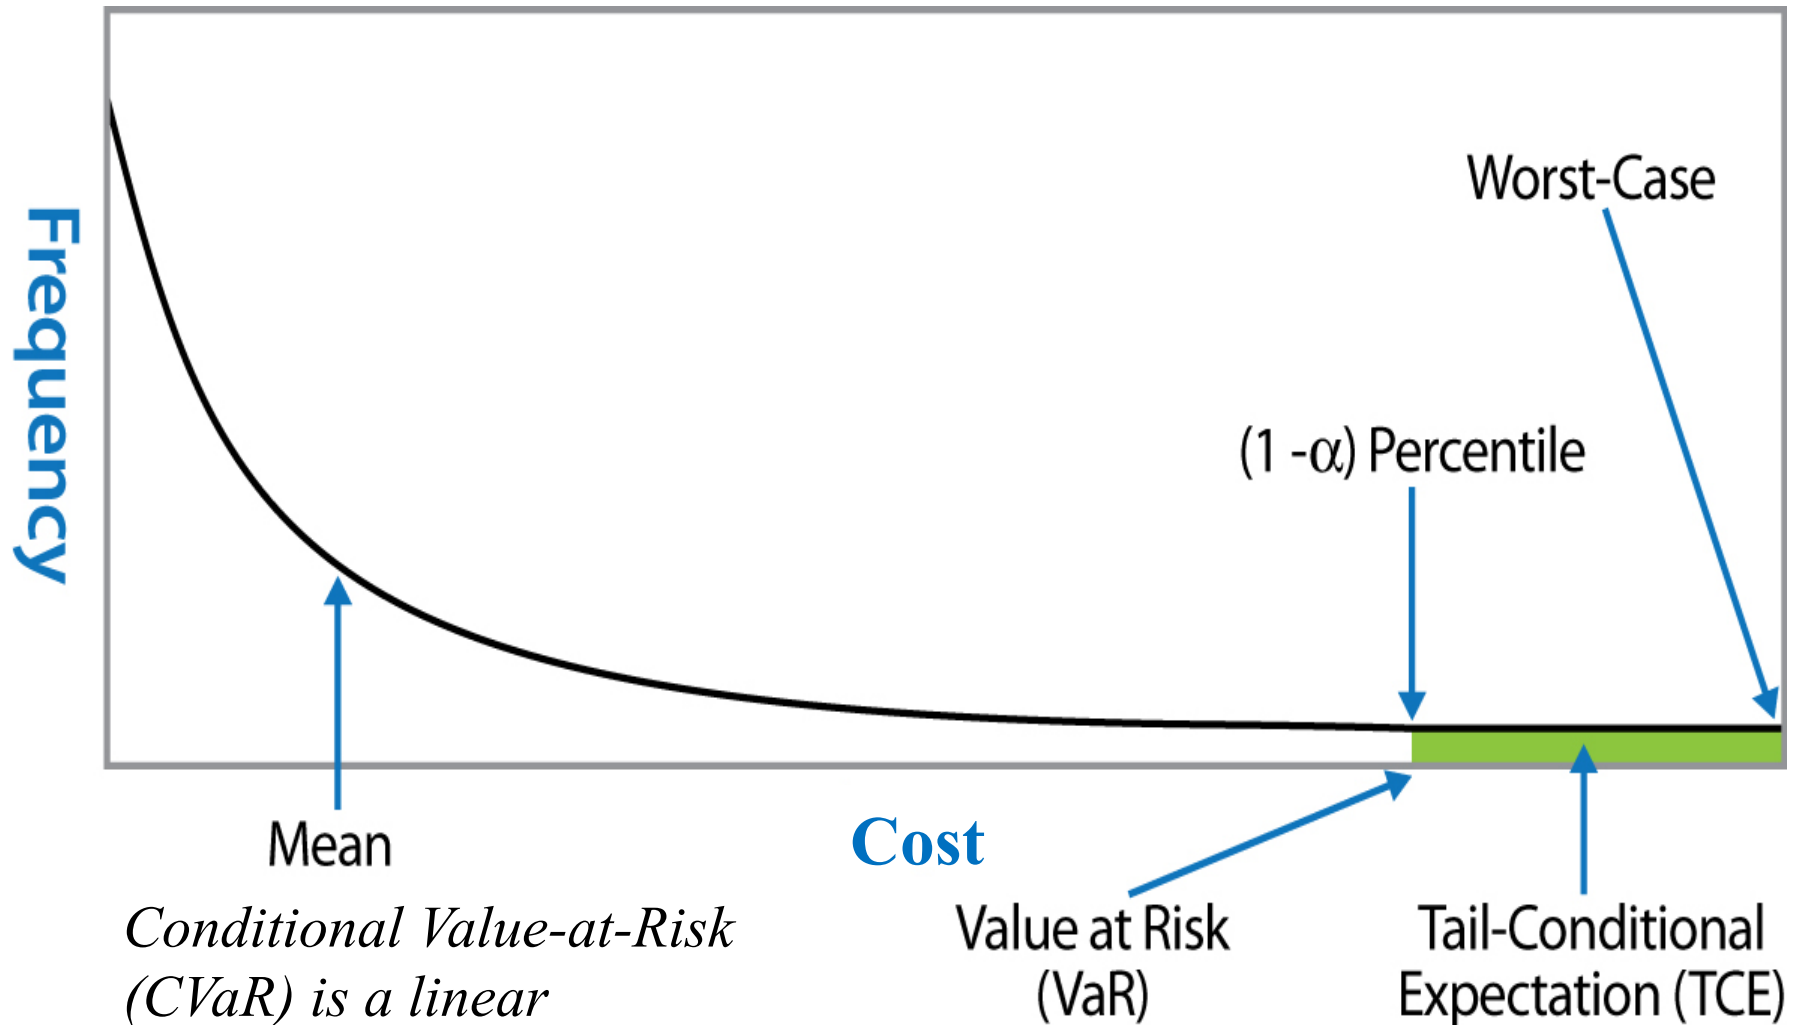 Worst-Case
Frequency
(1 -α) Percentile
Mean
Cost
Conditional Value-at-Risk
(CVaR) is a linear
Value at Risk
(VaR)
Tail-Conditional
Expectation (TCE)